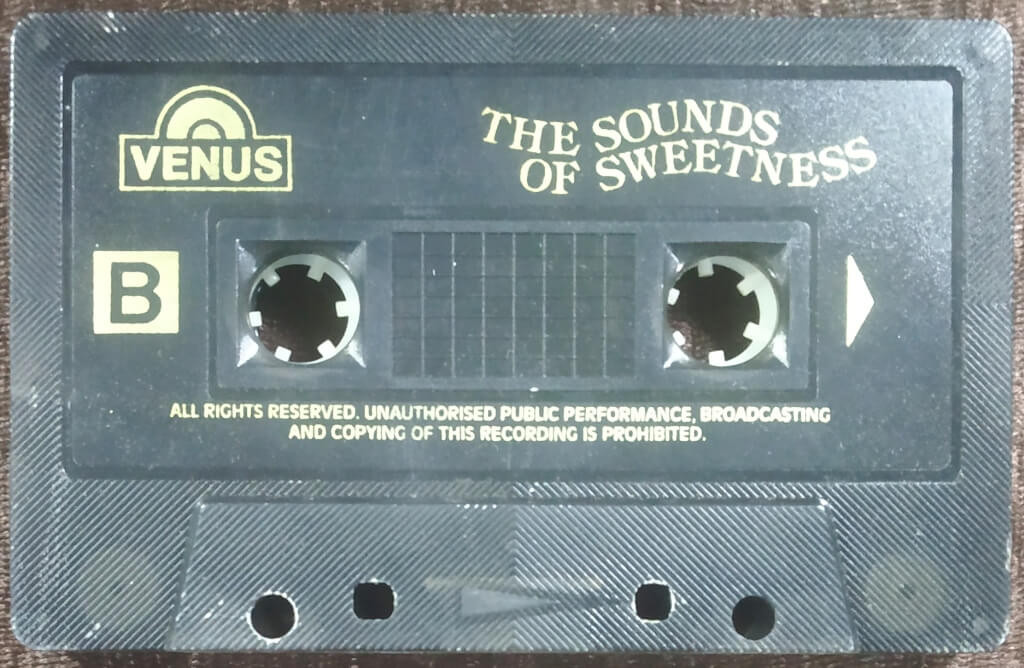 VENUS
THE SOUNDS
OF SWEETNESS
B
ALL RIGHTS RESERVED. UNAUTHORISED PUBLIC PERFORMANCE, BROADCASTING
AND COPYING OF THIS RECORDING IS PROHIBITED.